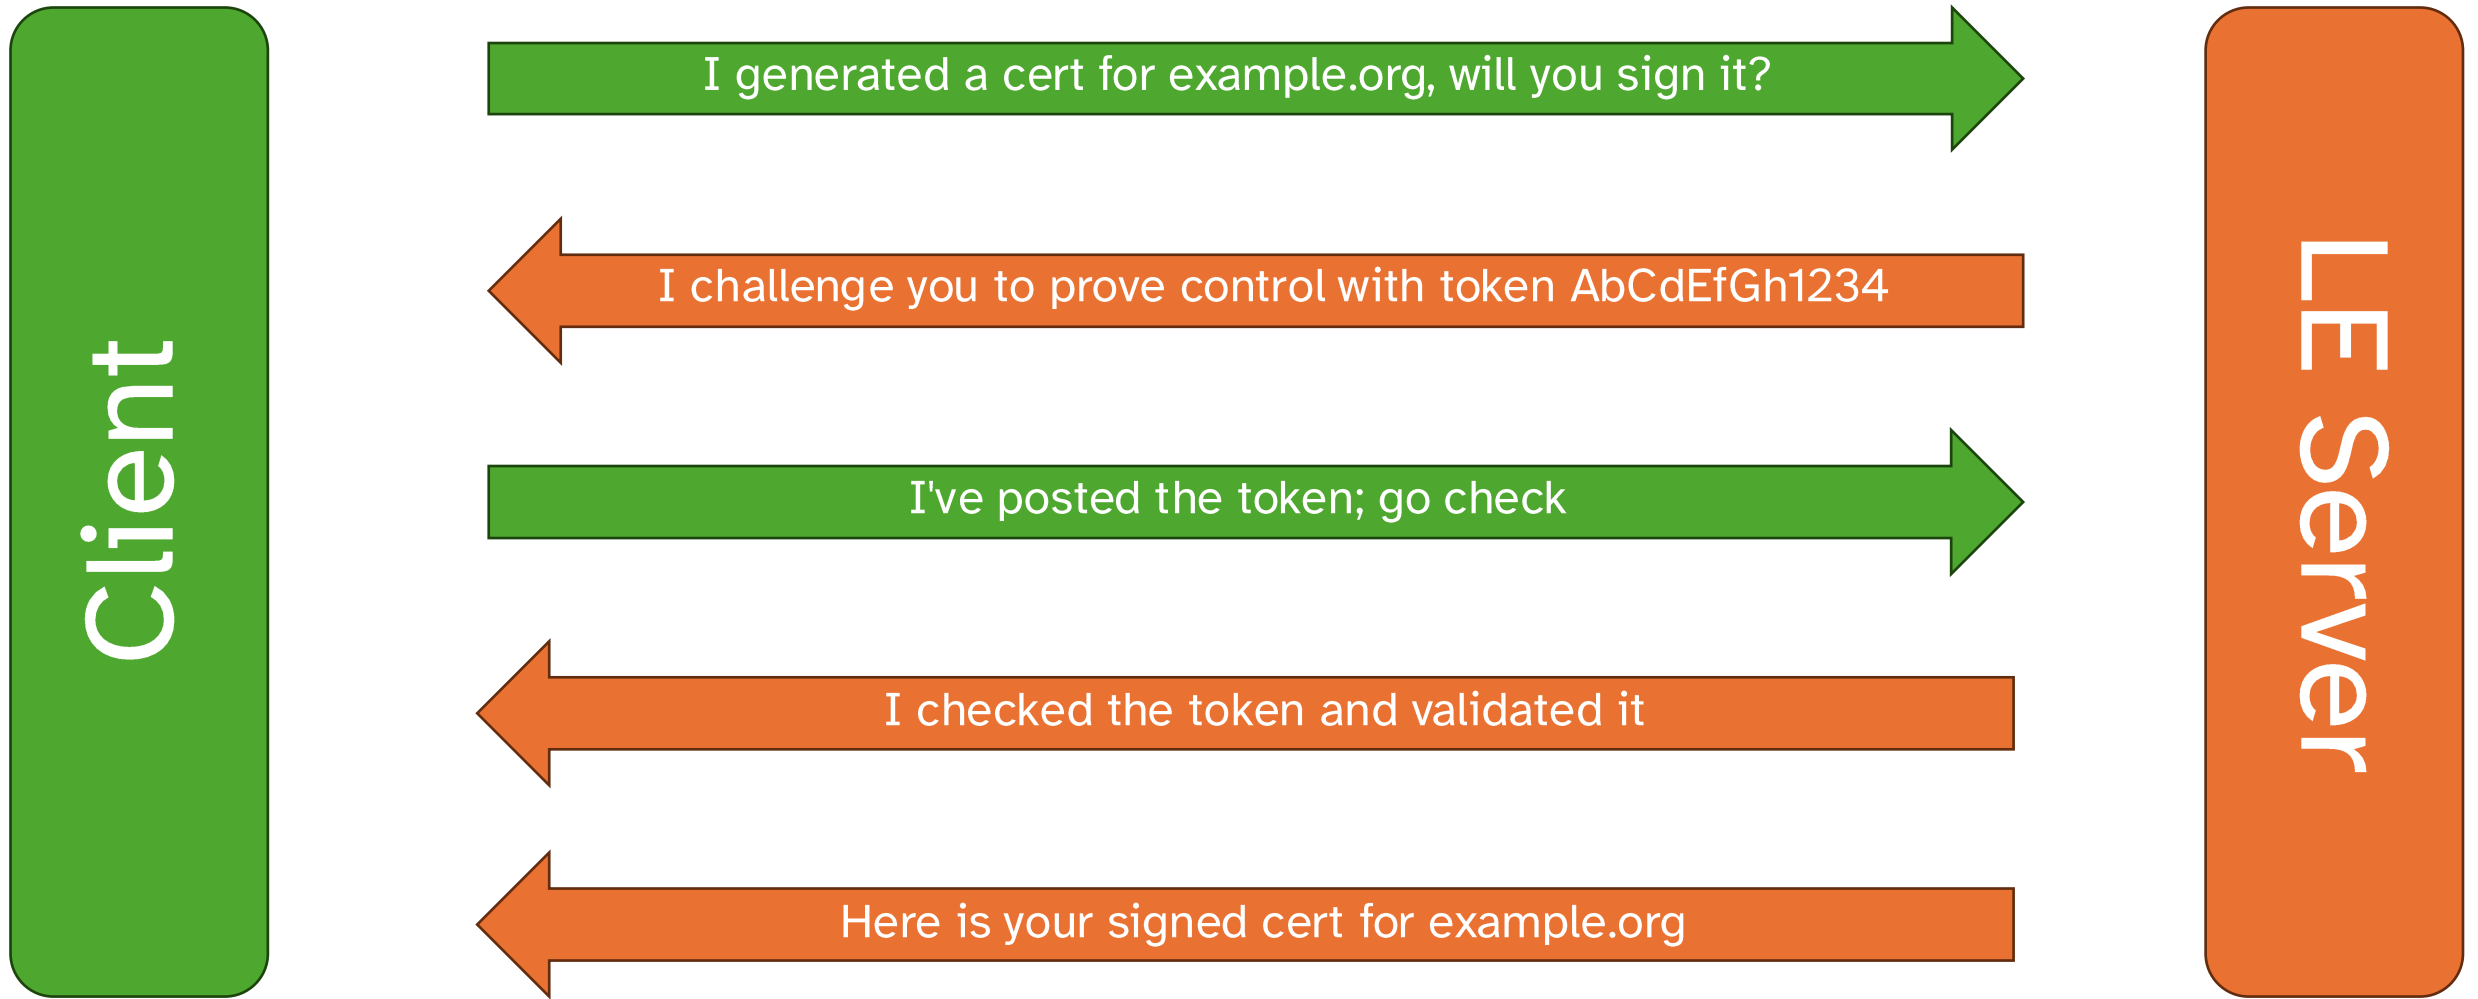 Client
I generated a cert for example.org, will you sign it?
I challenge you to prove control with token AbCdEfGh1234
I've posted the token; go check
I checked the token and validated it
Here is your signed cert for example.org
LE Server